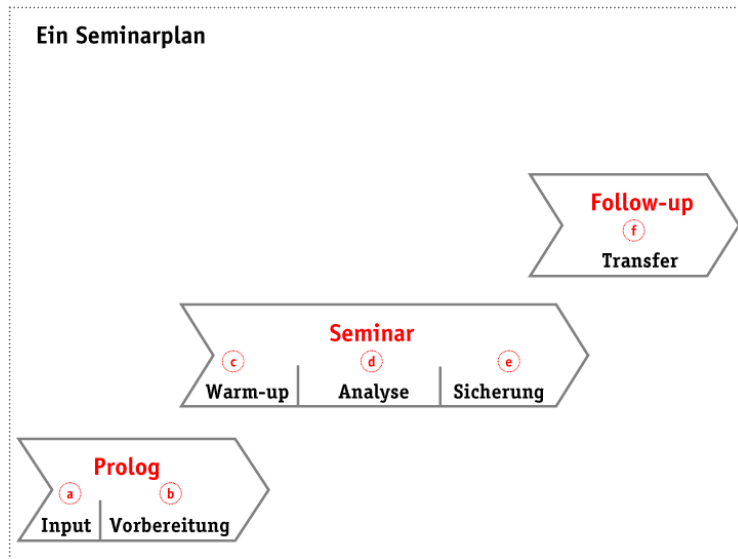 Ein Seminarplan
Follow-up
f
Transfer
Seminar
c d e
Warm-up Analyse Sicherung
Prolog
a b
Input Vorbereitung